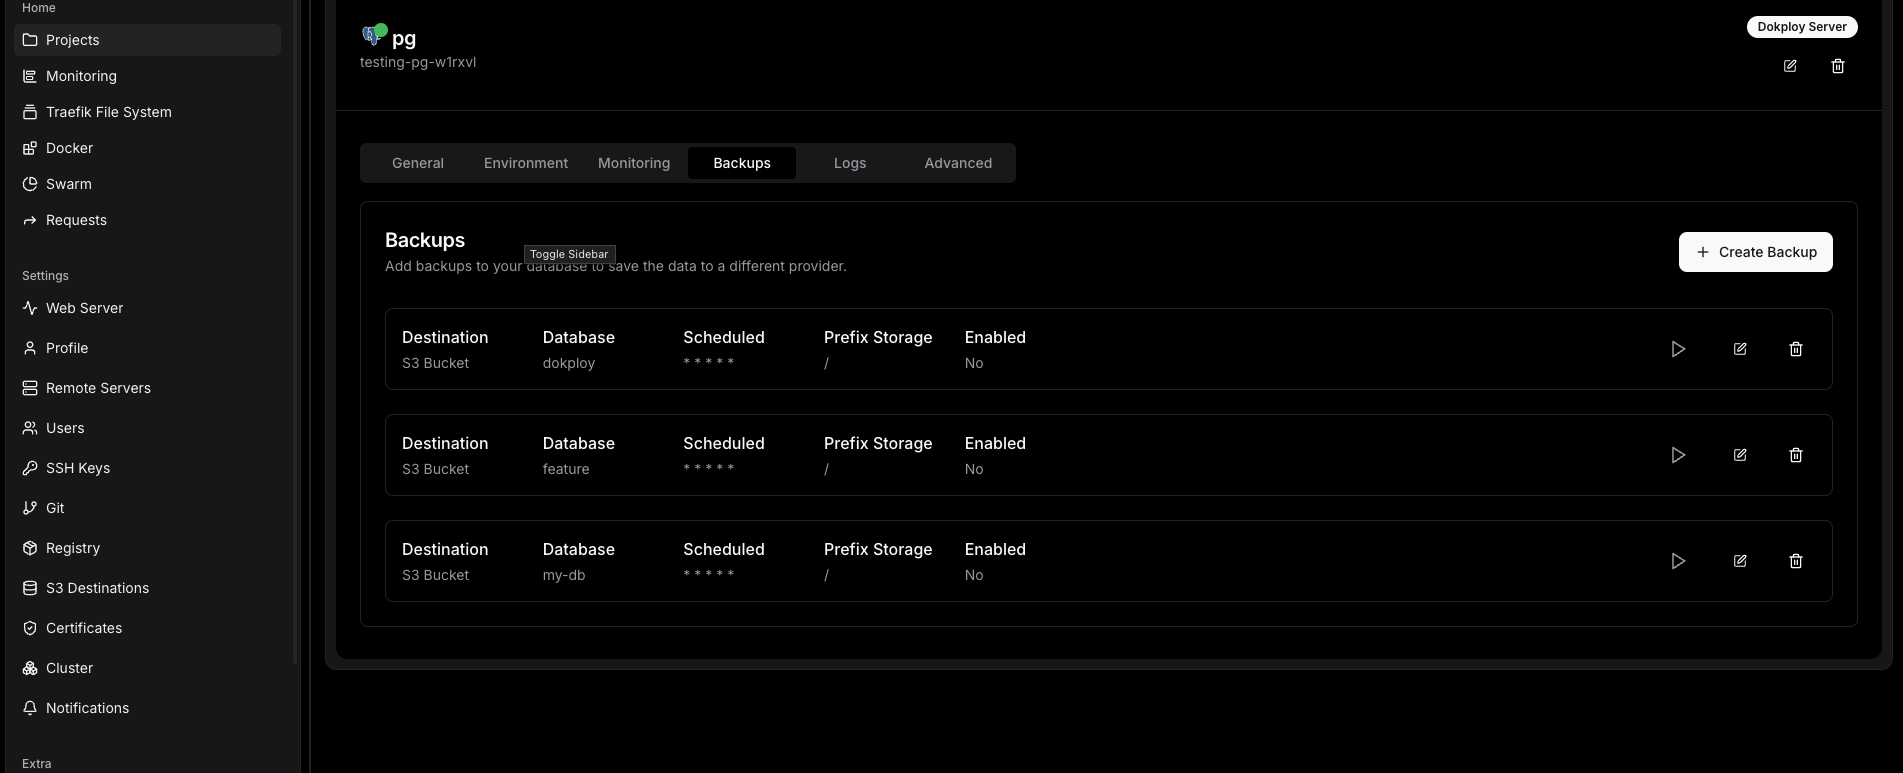 Home
Projects
Monitoring
Traefik File System
Docker
Swarm
Requests
Settings
Web Server
Profile
Remote Servers
Users
SSH Keys
Git
Registry
S3 Destinations
Certificates
Cluster
Notifications
Extra
pg
testing-pg-w1rxvl
Dokploy Server
General Environment Monitoring Backups Logs Advanced
Backups
Toggle Sidebar
Add backups to your database to save the data to a different provider.
+ Create Backup
Destination Database Scheduled Prefix Storage Enabled
S3 Bucket dokploy * * * * * / No
Destination Database Scheduled Prefix Storage Enabled
S3 Bucket feature * * * * * / No
Destination Database Scheduled Prefix Storage Enabled
S3 Bucket my-db * * * * * / No